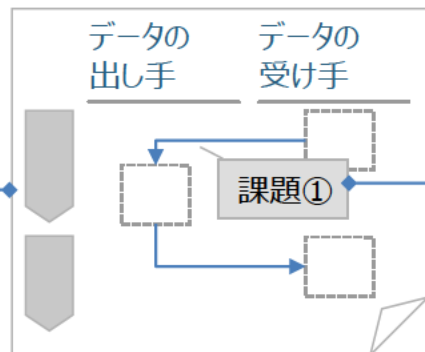 データの
出し手
データの
受け手
課題①